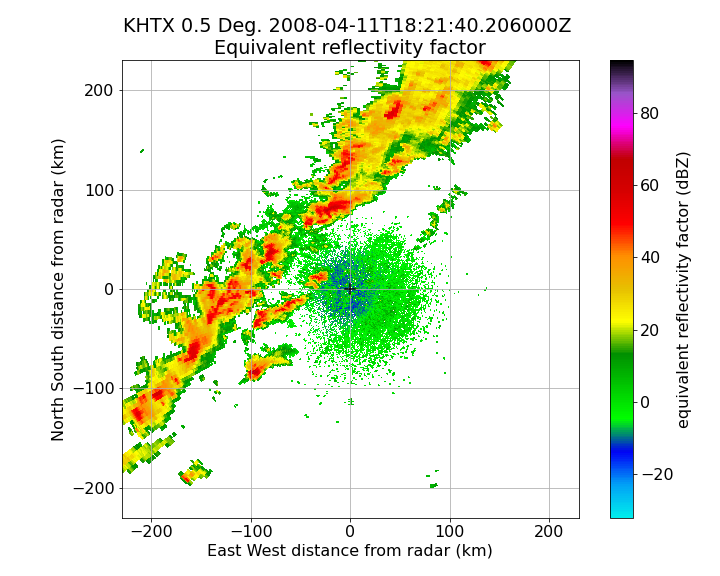 KHTX 0.5 Deg. 2008-04-11T18:21:40.206000Z
Equivalent reflectivity factor
North South distance from radar (km)
200
100
0
−100
−200
−200 −100 0 100 200
East West distance from radar (km)
80
60
40
20
0
−20
equivalent reflectivity factor (dBZ)